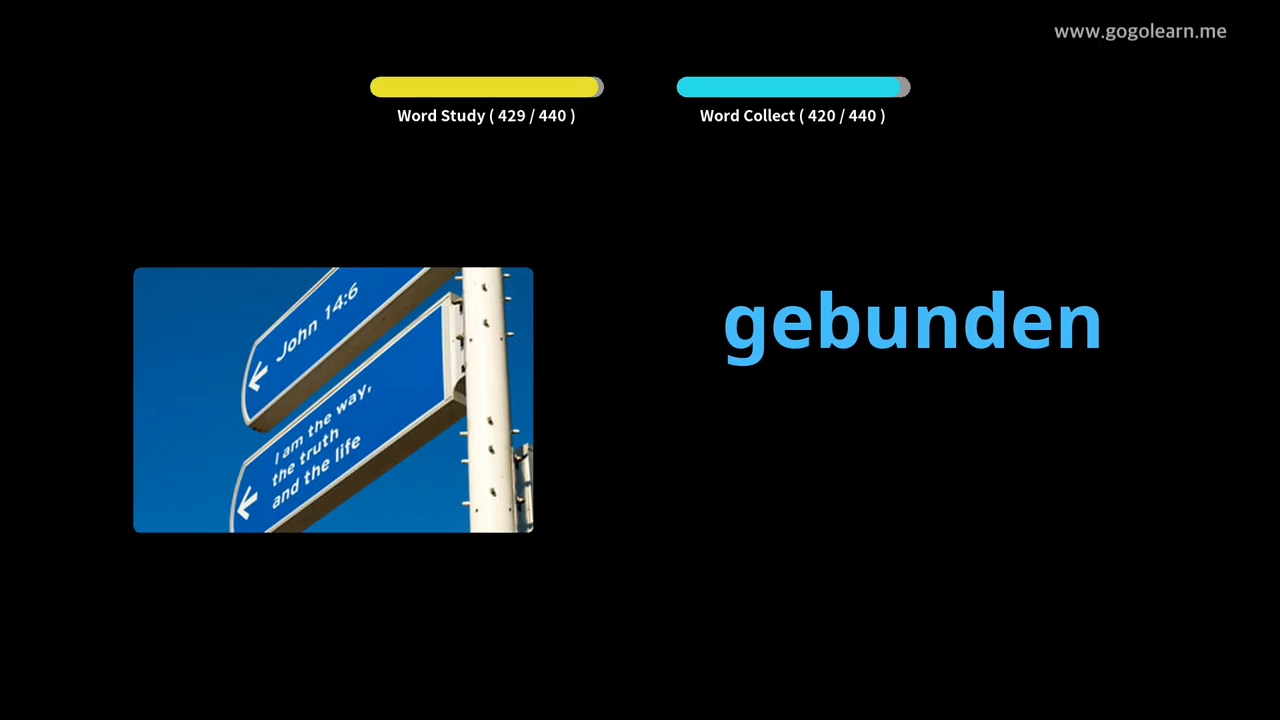 www.gogolearn.me
Word Study ( 429 / 440 )
Word Collect ( 420 / 440 )
John 14:6
I am the way,
the truth
and the life
gebunden